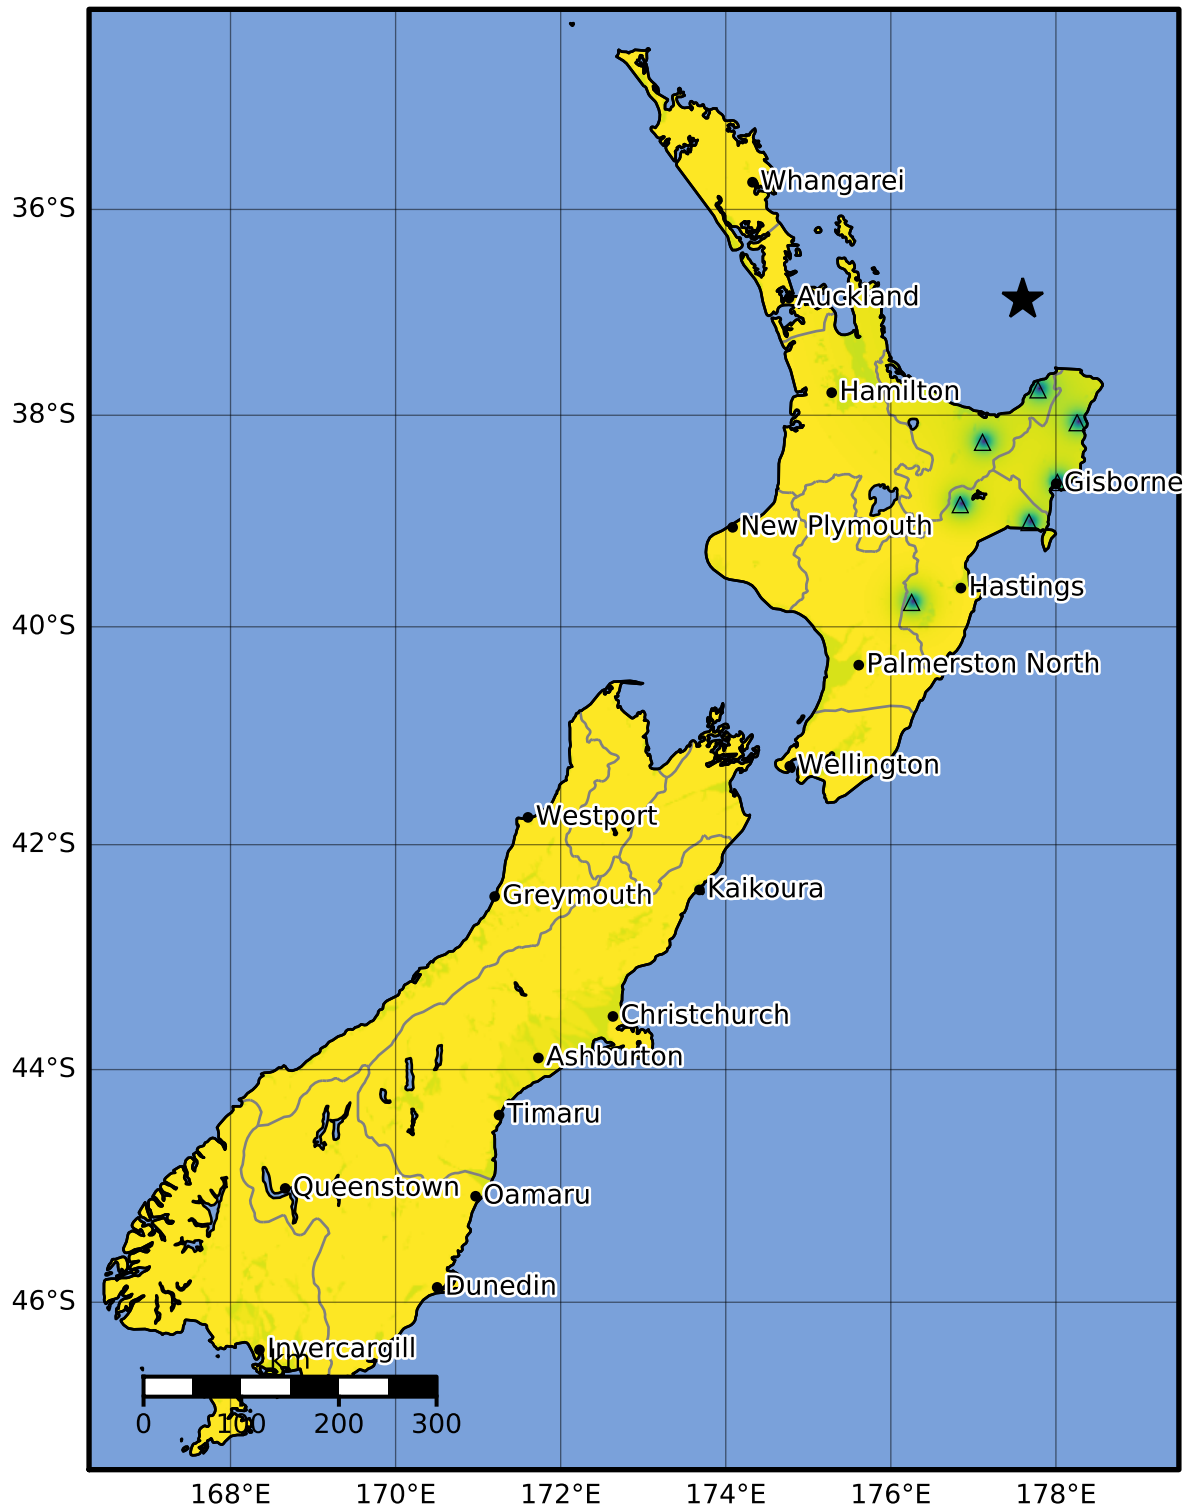 Whangarei
36°S
Auckland
Hamilton
38°S
Gisborne
New Plymouth
Hastings
40°S
Palmerston North
Wellington
Westport
42°S
Kaikoura
Greymouth
Christchurch
Ashburton
44°S
Timaru
Queenstown
Oamaru
Dunedin
46°S
Invercargill
km
0 100 200 300
168°E 170°E 172°E 174°E 176°E 178°E